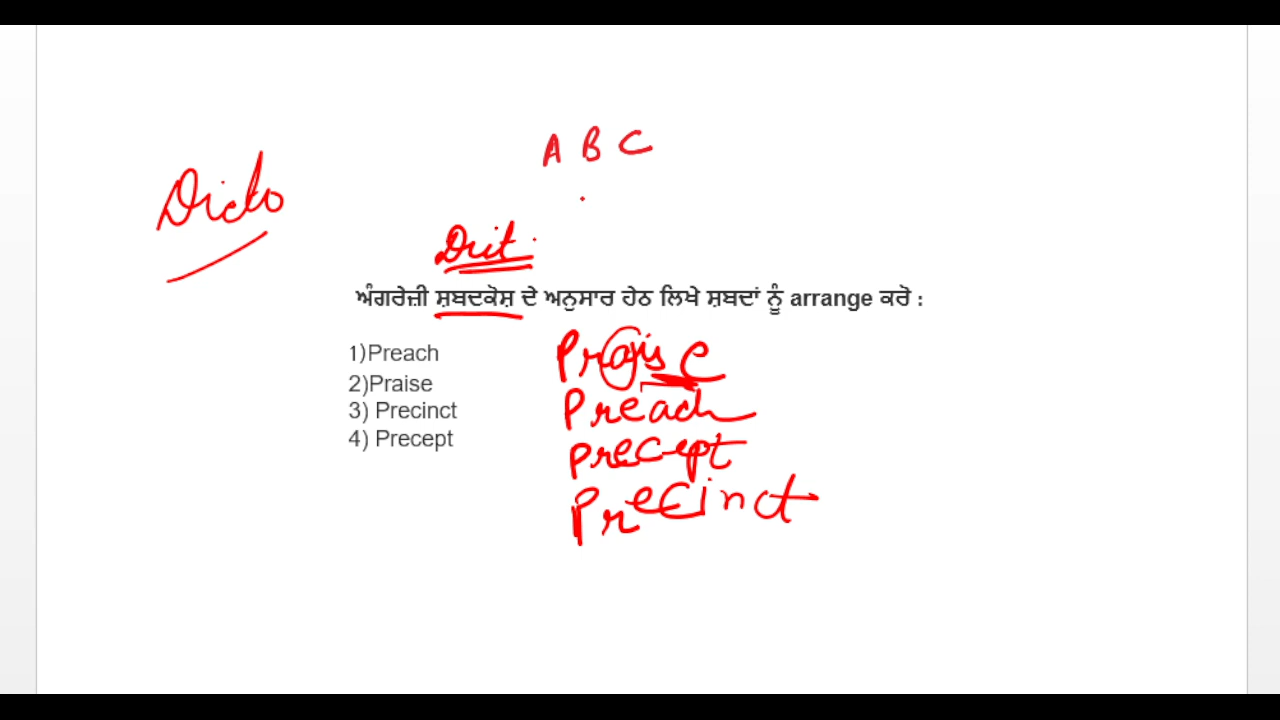 A B C
Dicto
Dict
ਅੰਗਰੇਜ਼ੀ ਸ਼ਬਦਕੋਸ਼ ਦੇ ਅਨੁਸਾਰ ਹੇਠ ਲਿਖੇ ਸ਼ਬਦਾਂ ਨੂੰ arrange ਕਰੋ :
1)Preach
2)Praise
3) Precinct
4) Precept
Praise
Preach
Precept
Precinct